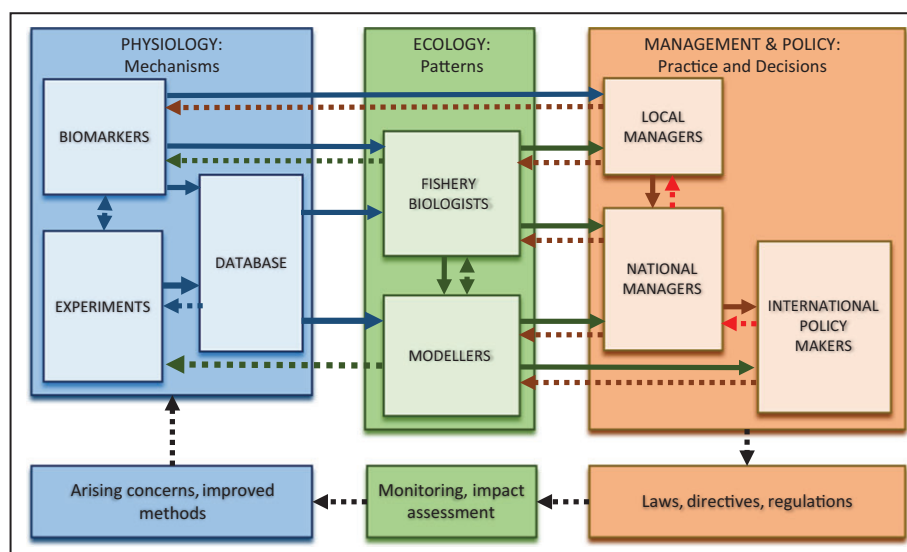 PHYSIOLOGY:
Mechanisms
BIOMARKERS
EXPERIMENTS
DATABASE
ECOLOGY:
Patterns
FISHERY
BIOLOGISTS
MODELLERS
MANAGEMENT & POLICY:
Practice and Decisions
LOCAL
MANAGERS
NATIONAL
MANAGERS
INTERNATIONAL
POLICY
MAKERS
Arising concerns, improved
methods
Monitoring, impact
assessment
Laws, directives, regulations